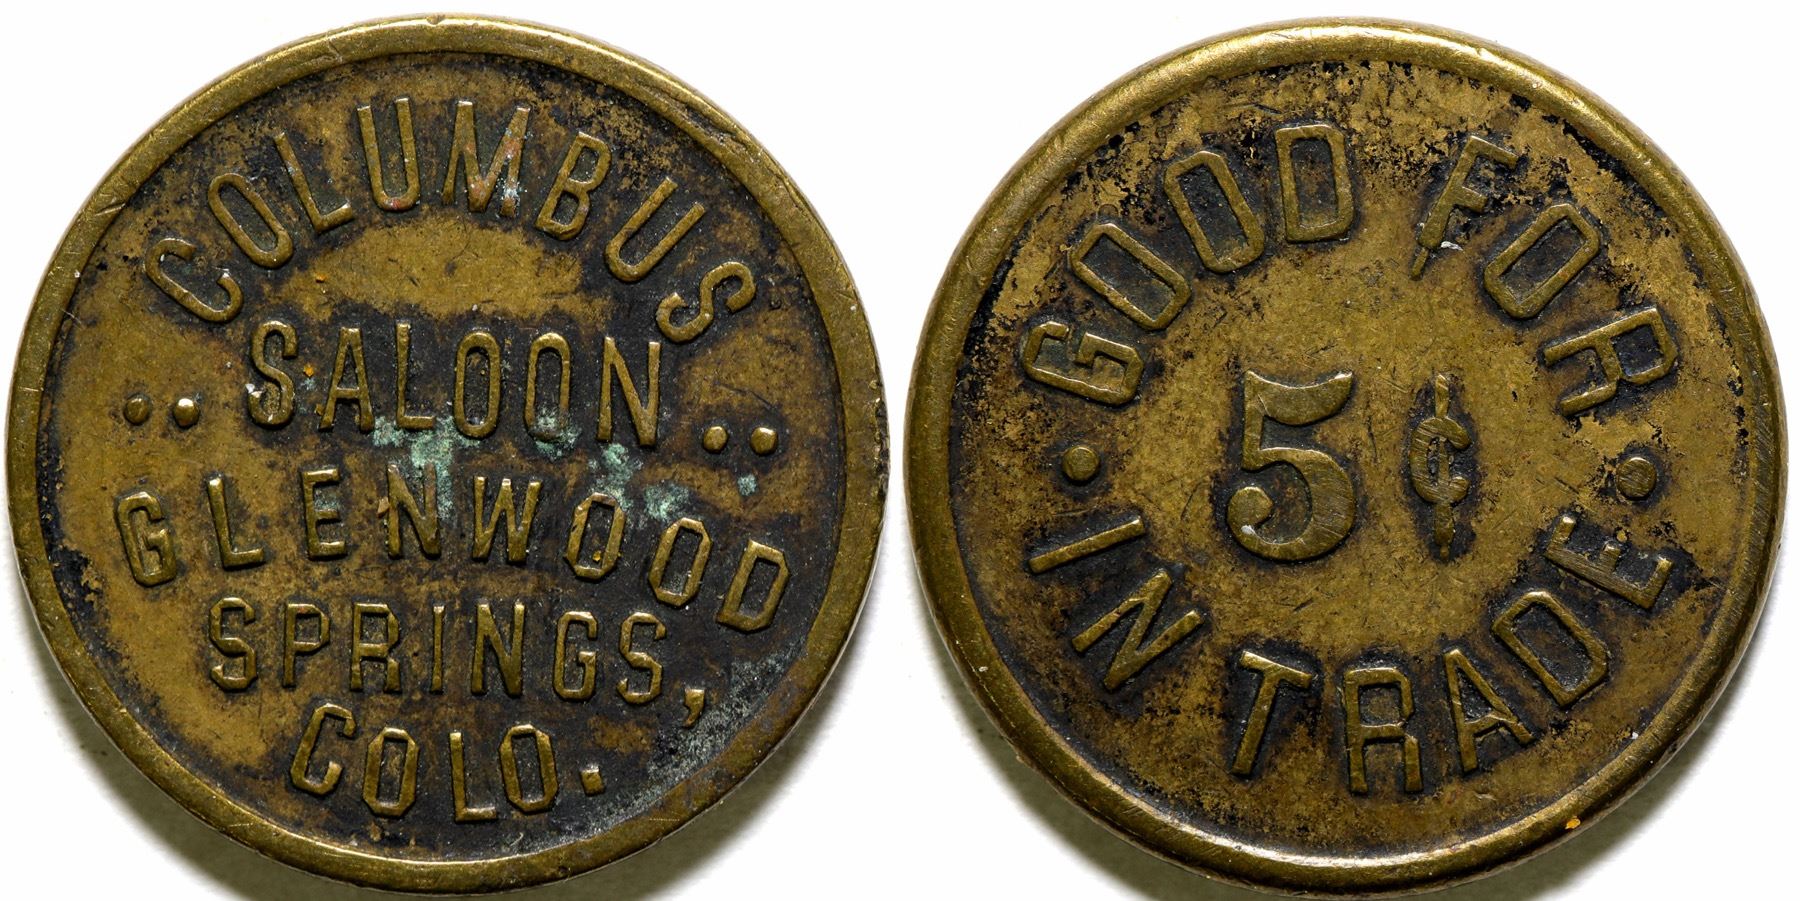 COLUMBUS
SALOON
GLENWOOD
SPRINGS,
COLO.
GOOD FOR
5¢
IN TRADE